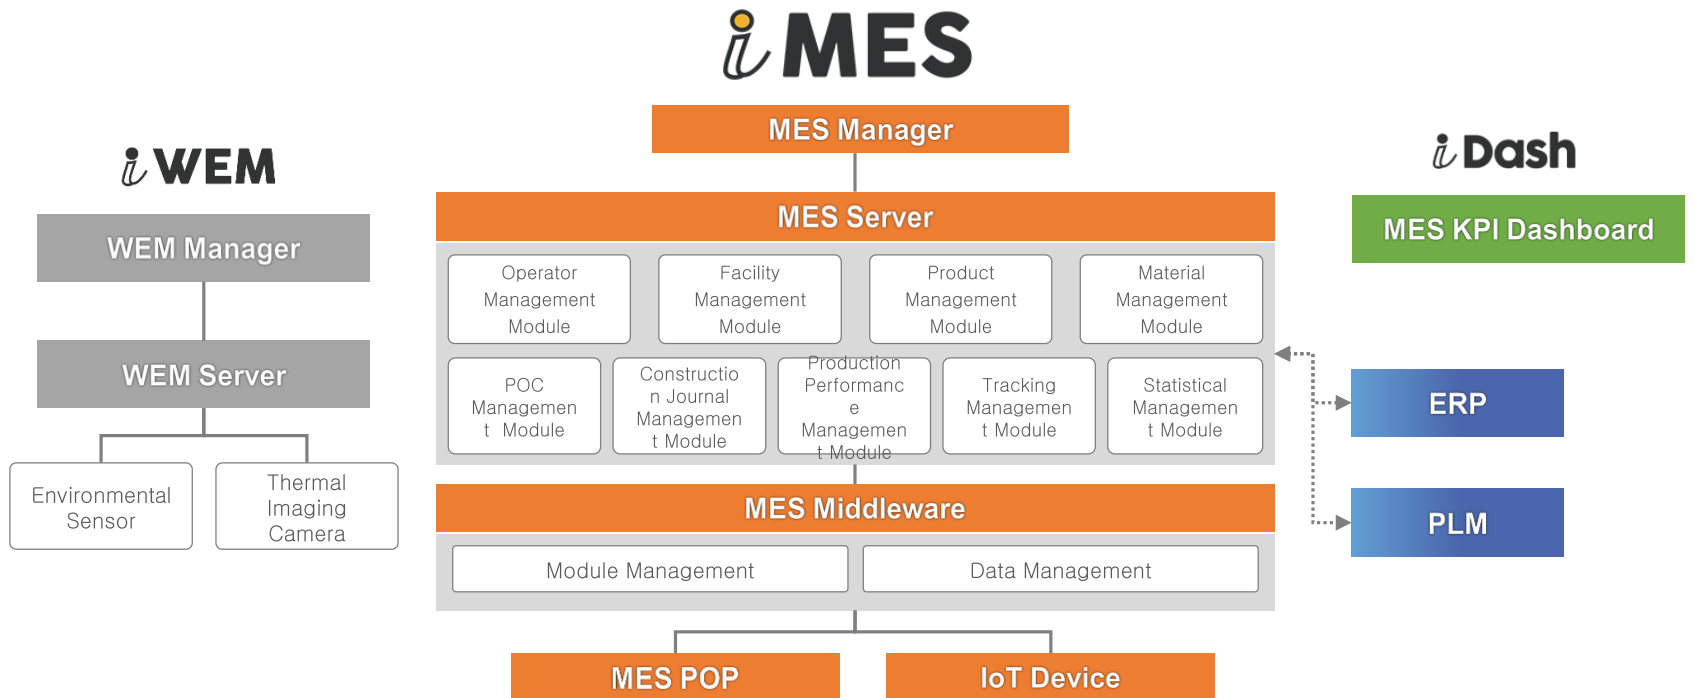 i MES
MES Manager
i WEM
i Dash
WEM Manager
MES Server
MES KPI Dashboard
Operator
Management
Module
Facility
Management
Module
Product
Management
Module
Material
Management
Module
WEM Server
POC
Managemen
t Module
Constructio
n Journal
Managemen
t Module
Production
Performanc
e
Managemen
t Module
Tracking
Managemen
t Module
Statistical
Managemen
t Module
ERP
Environmental
Sensor
Thermal
Imaging
Camera
MES Middleware
PLM
Module Management
Data Management
MES POP
IoT Device